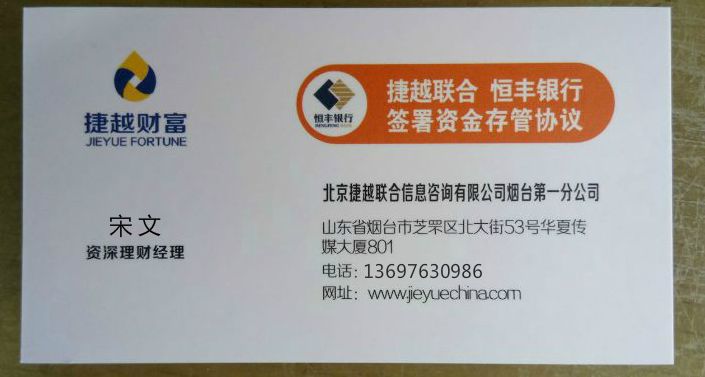 捷越财富
JIEYUE FORTUNE
恒丰银行
HENGFENG BANK
捷越联合 恒丰银行
签署资金存管协议
宋文
资深理财经理
北京捷越联合信息咨询有限公司烟台第一分公司
山东省烟台市芝罘区北大街53号华夏传
媒大厦801
电话: 13697630986
网址: www.jieyuechina.com